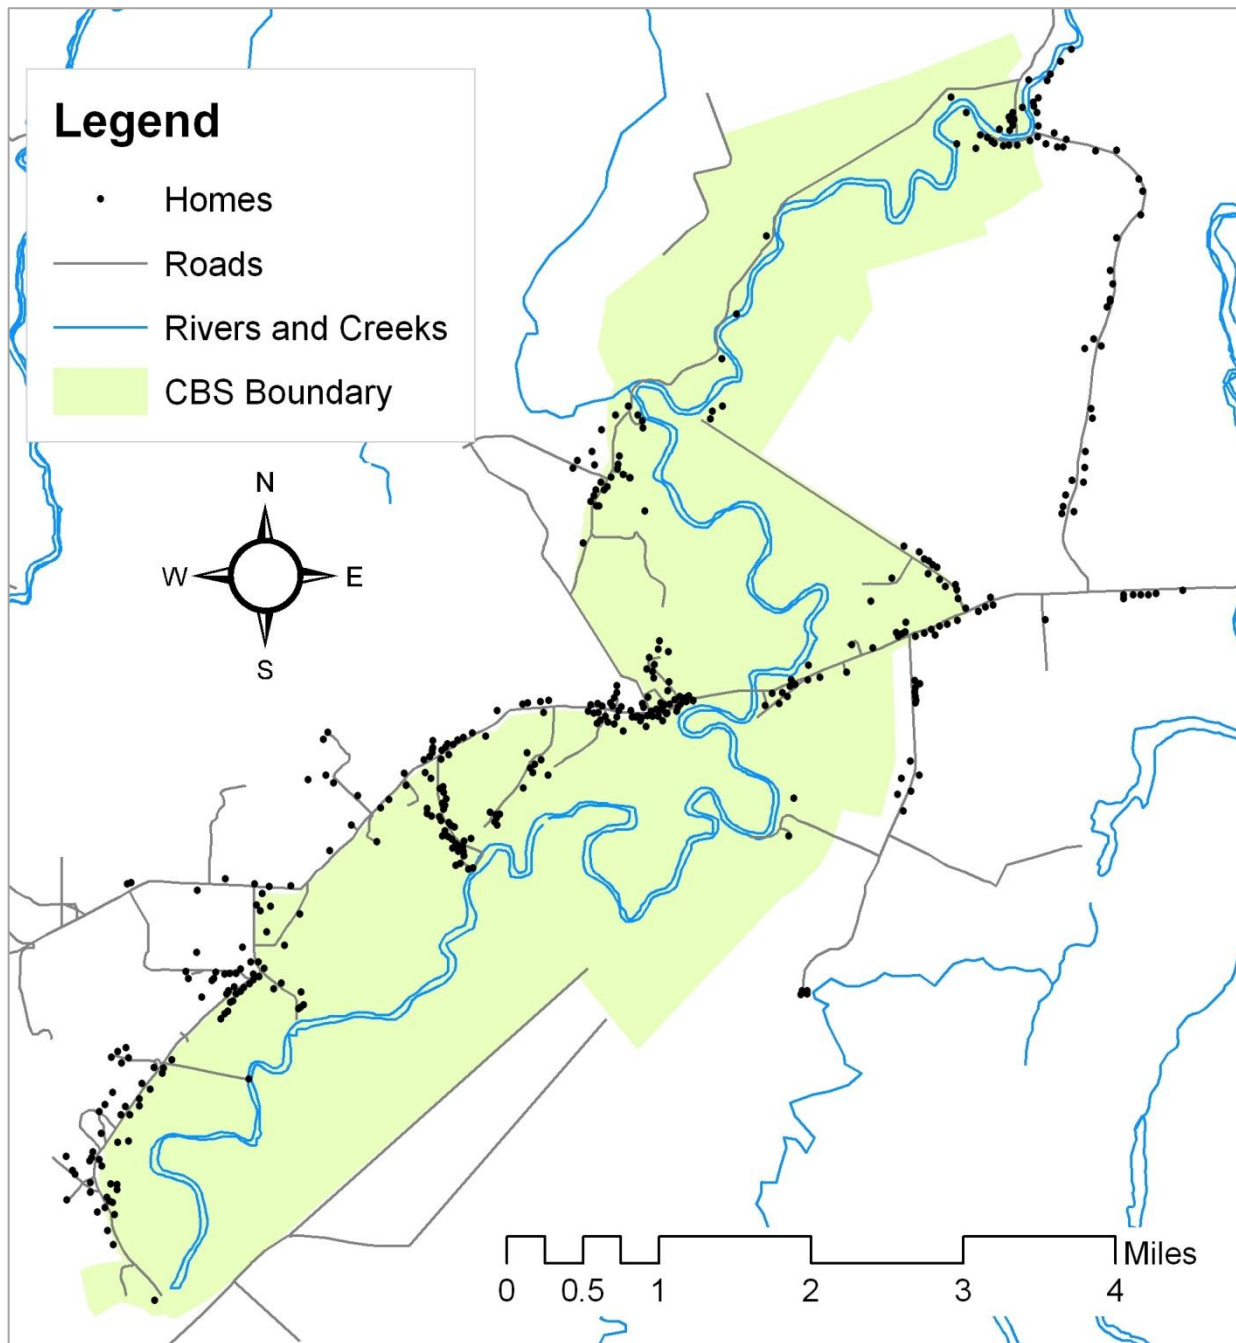 Legend
Homes
Roads
Rivers and Creeks
CBS Boundary
N
W E
S
Miles
0 0.5 1 2 3 4